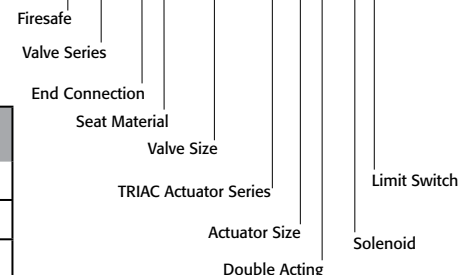 Firesafe
Valve Series
End Connection
Seat Material
Valve Size
Limit Switch
TRIAC Actuator Series
Actuator Size
Solenoid
Double Acting